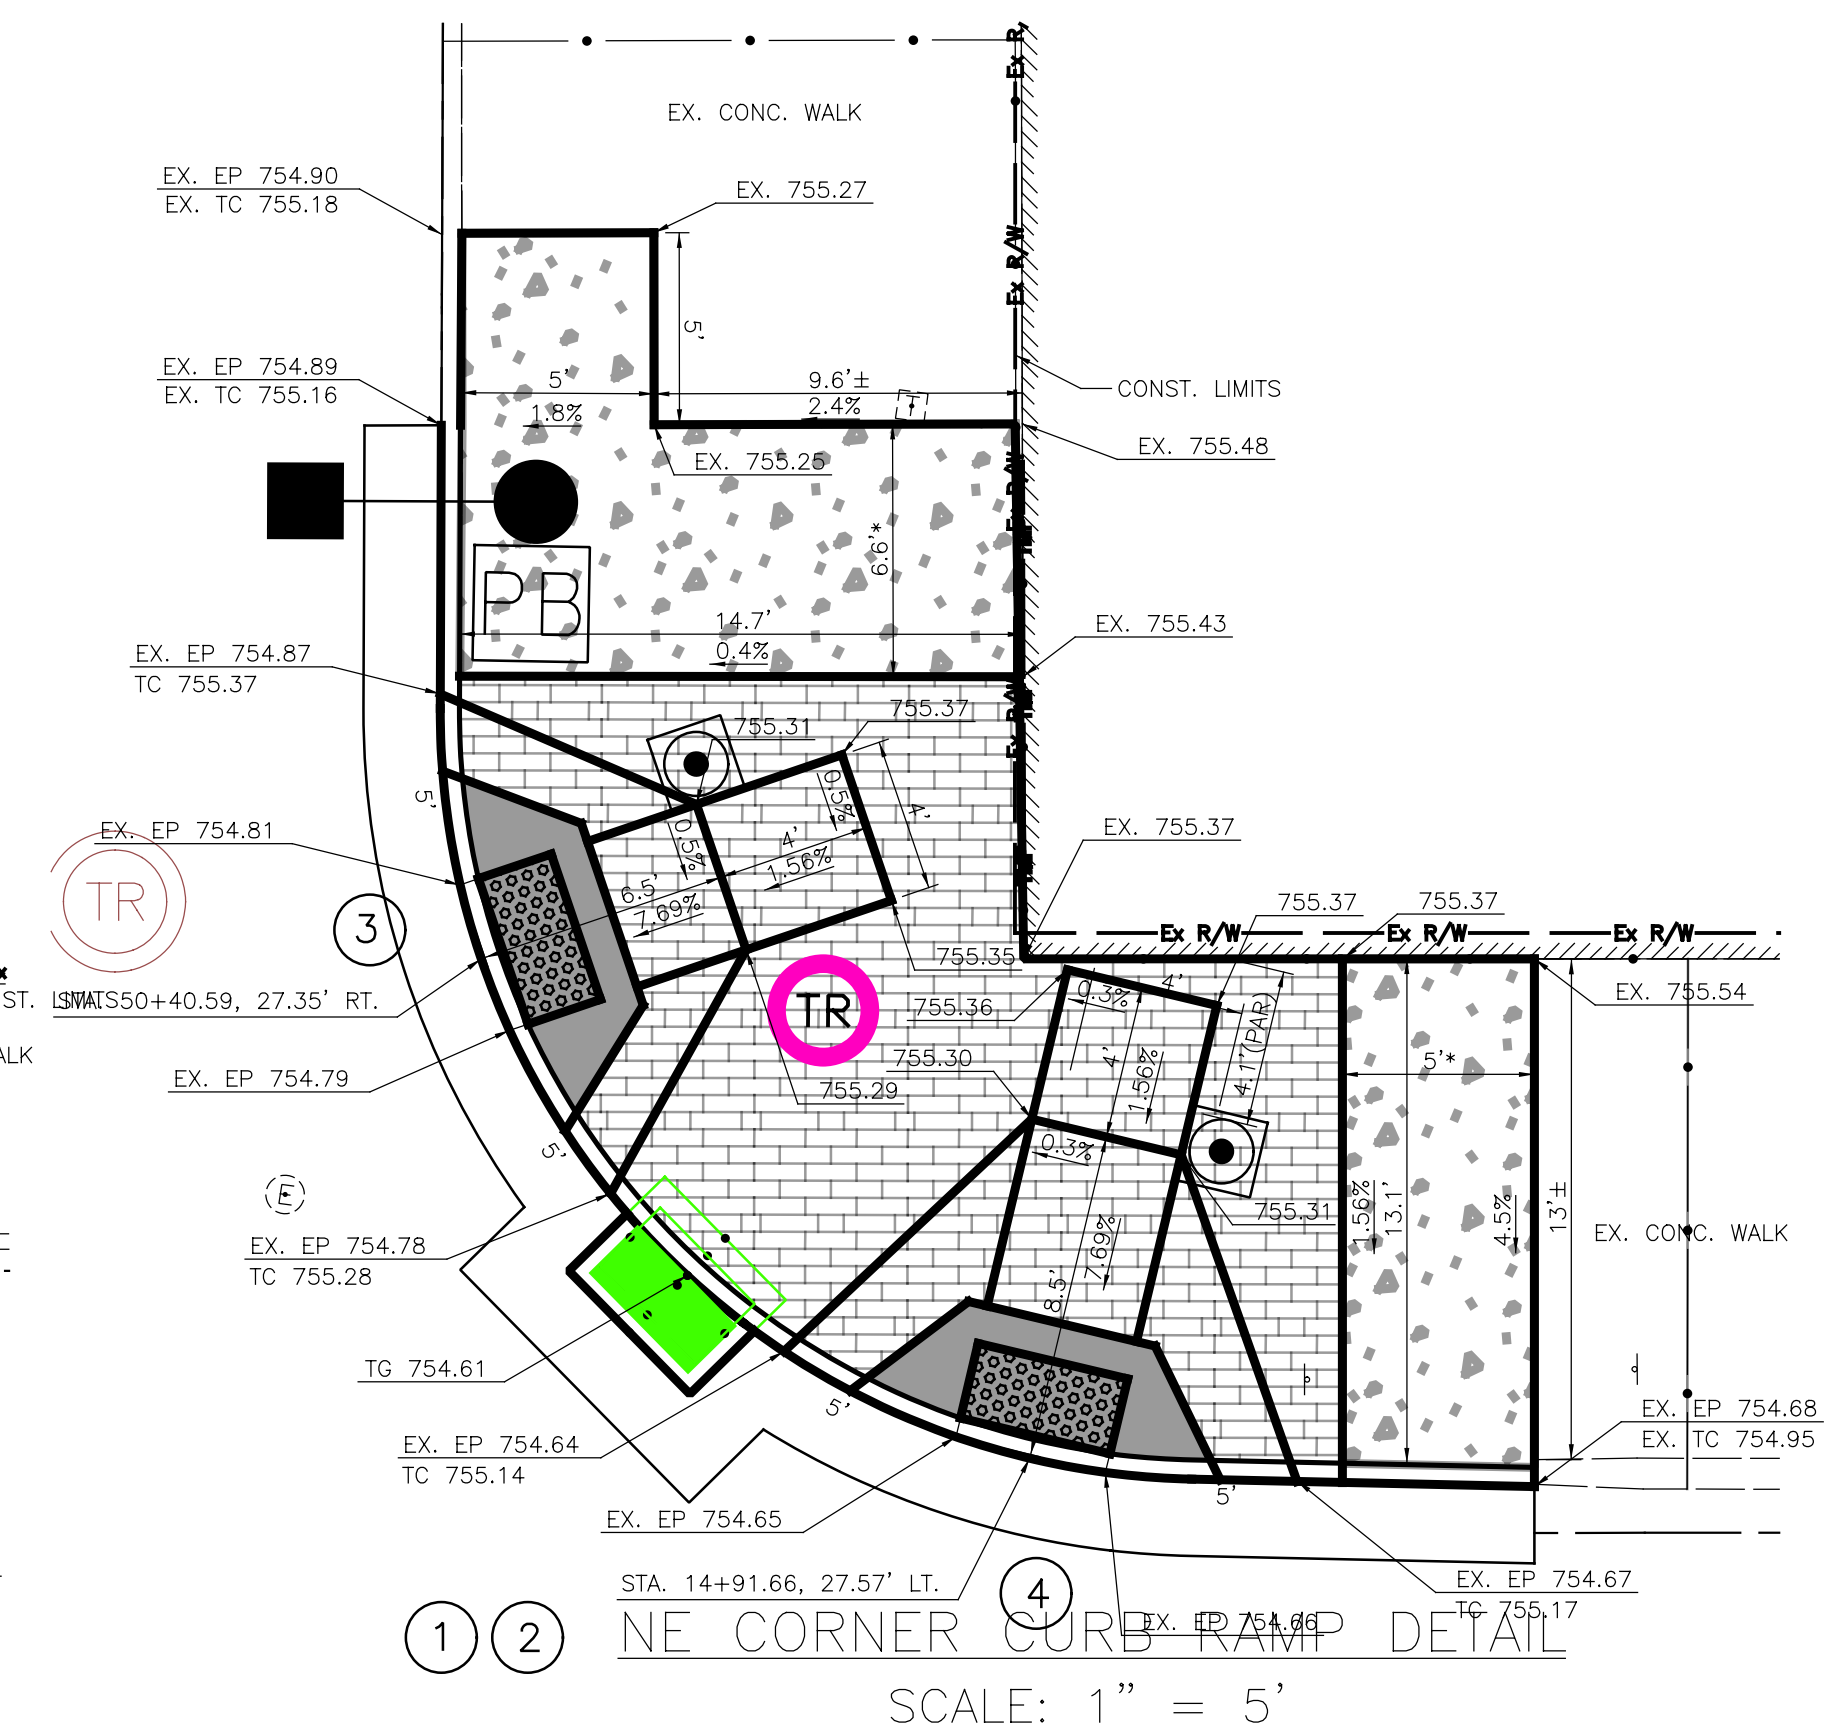 EX. CONC. WALK
Ex R/
EX. EP 754.90
EX. TC 755.18
EX. 755.27
Ex R/W
5'
EX. EP 754.89
EX. TC 755.16
5'
1.8%
9.6'±
2.4%
T
CONST. LIMITS
EX. 755.48
EX. 755.25
Ex R/W
6.6'*
PB
14.7'
0.4%
EX. 755.43
EX. EP 754.87
TC 755.37
Ex R/W
755.31
755.37
0.5%
4'
5'
EX. EP 754.81
0.5%
4'
1.56%
EX. 755.37
TR
3
6.5'
7.69%
755.37
755.37
Ex R/W
Ex R/W
Ex R/W
755.35
x
ST. LIMITS
STA. 50+40.59, 27.35' RT.
TR
755.36
0.3%
4'
EX. 755.54
ALK
755.30
4'
1.56%
4.1'(PAR)
5'*
EX. EP 754.79
755.29
5'
0.3%
E
755.31
1.56%
13.1'
4.5%
13'±
EX. CONC. WALK
EX. EP 754.78
TC 755.28
7.69%
8.5'
TG 754.61
5'
EX. EP 754.68
EX. TC 754.95
EX. EP 754.64
TC 755.14
5'
EX. EP 754.65
STA. 14+91.66, 27.57' LT.
4
EX. EP 754.67
TC 755.17
EX. EP 754.66
1 2 NE CORNER CURB RAMP DETAIL
SCALE: 1" = 5'